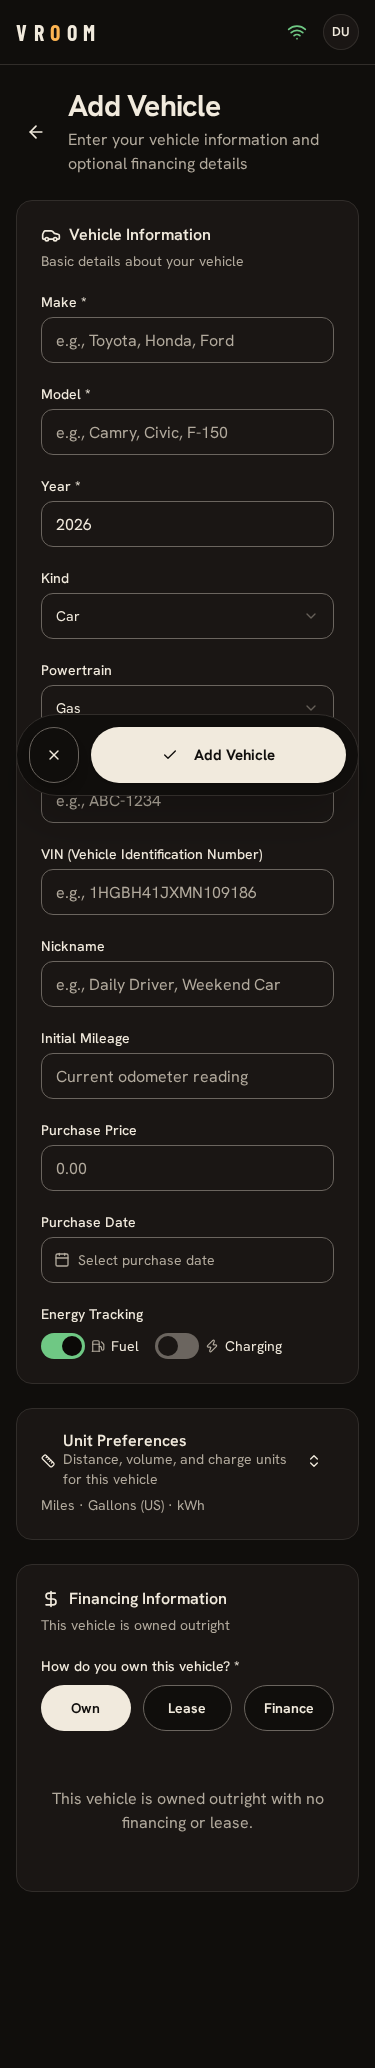 VROOM
DU
Add Vehicle
Enter your vehicle information and
optional financing details
Vehicle Information
Basic details about your vehicle
Make *
e.g., Toyota, Honda, Ford
Model *
e.g., Camry, Civic, F-150
Year *
2026
Kind
Car
Powertrain
Gas
Add Vehicle
e.g., ABC-1234
VIN (Vehicle Identification Number)
e.g., 1HGBH41JXMN109186
Nickname
e.g., Daily Driver, Weekend Car
Initial Mileage
Current odometer reading
Purchase Price
0.00
Purchase Date
Select purchase date
Energy Tracking
Fuel Charging
Unit Preferences
Distance, volume, and charge units
for this vehicle
Miles · Gallons (US) · kWh
Financing Information
This vehicle is owned outright
How do you own this vehicle? *
Own Lease Finance
This vehicle is owned outright with no
financing or lease.